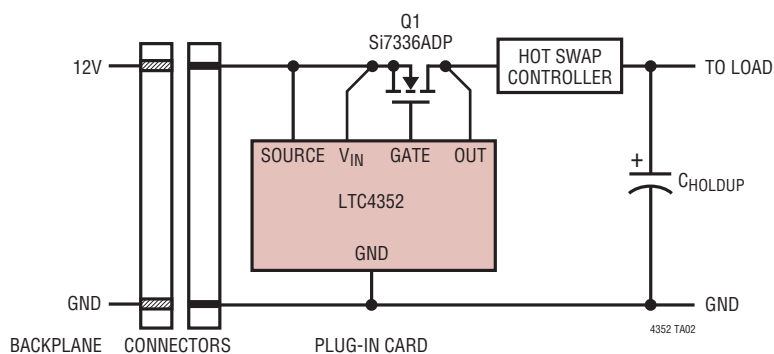 Q1
Si7336ADP
12V
HOT SWAP
CONTROLLER
TO LOAD
SOURCE VIN GATE OUT
LTC4352
GND
+
CHOLDUP
GND
GND
4352 TA02
BACKPLANE CONNECTORS PLUG-IN CARD